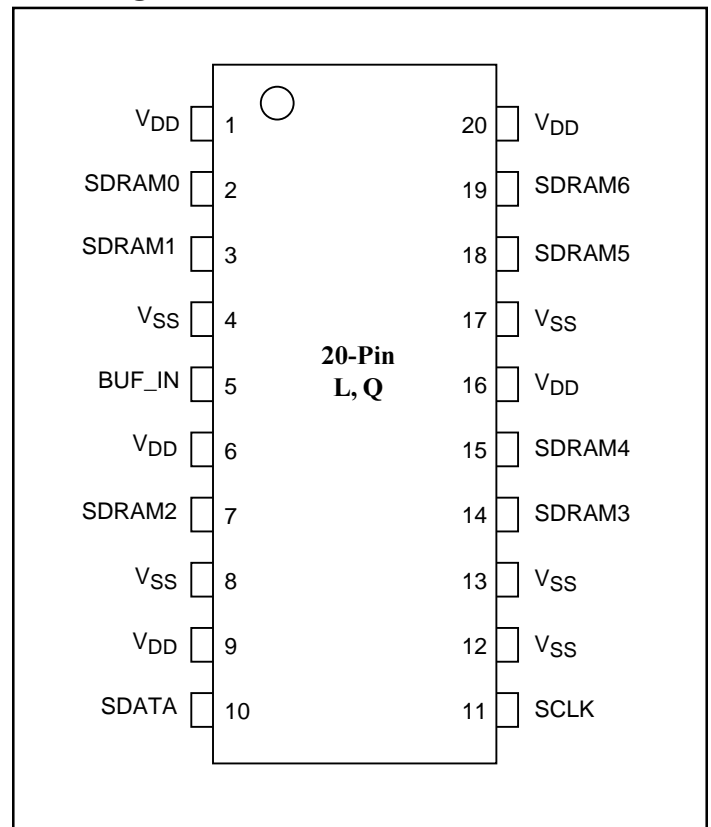 VDD 1 20 VDD
SDRAM0 2 19 SDRAM6
SDRAM1 3 18 SDRAM5
VSS 4 17 VSS
20-Pin
BUF_IN 5 L, Q 16 VDD
VDD 6 15 SDRAM4
SDRAM2 7 14 SDRAM3
VSS 8 13 VSS
VDD 9 12 VSS
SDATA 10 11 SCLK